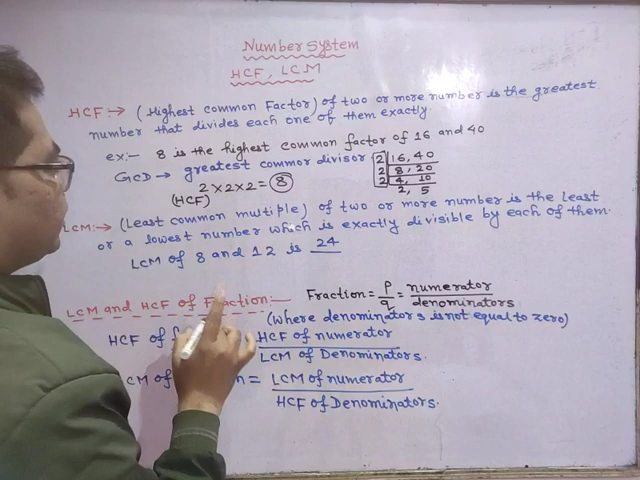 Number System
HCF, LCM
HCF:→ (Highest common Factor) of two or more number is the greatest
number that divides each one of them exactly.
ex:- 8 is the highest common factor of 16 and 40
GCD → greatest common divisor
2 | 16, 40
2 | 8, 20
2 | 4, 10
2, 5
2×2×2 = 8
(HCF)
LCM:→ (Least common multiple) of two or more number is the least
or a lowest number which is exactly divisible by each of them.
LCM of 8 and 12 is 24
LCM and HCF of Fraction:-
Fraction = p/q = numerator/denominators
(where denominators is not equal to zero)
HCF of HCF of numerator
LCM of Denominators.
CM of = LCM of numerator
HCF of Denominators.